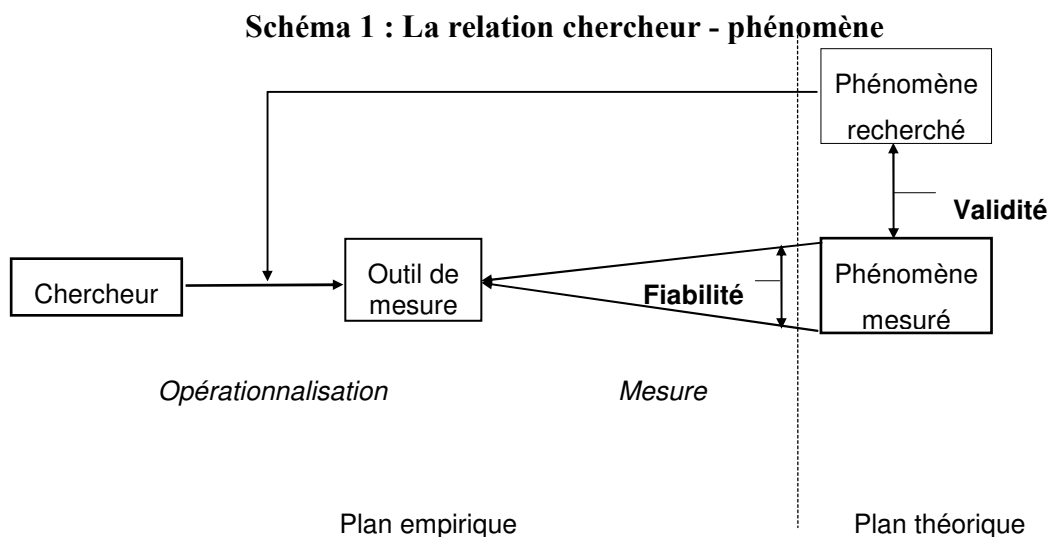 Schéma 1 : La relation chercheur - phénomène
Phénomène
recherché
Validité
Chercheur
Outil de
mesure
Fiabilité
Phénomène
mesuré
Opérationnalisation
Mesure
Plan empirique
Plan théorique